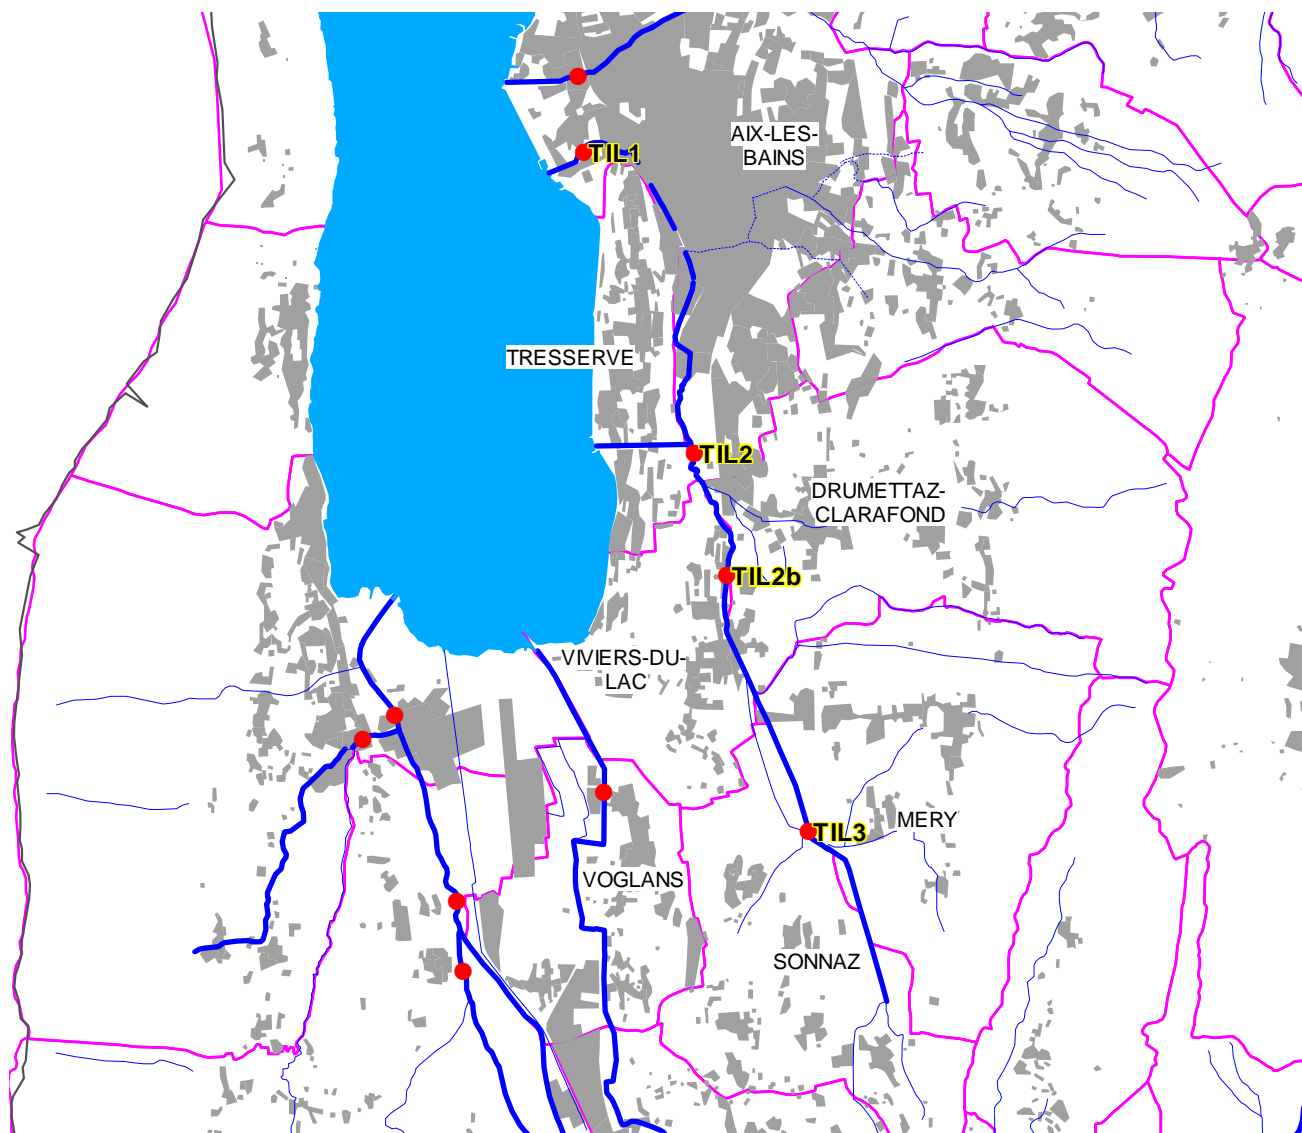 AIX-LES-
BAINS
TIL1
TRESSERVE
TIL2
DRUMETTAZ-
CLARAFOND
TIL2b
VIVIERS-DU-
LAC
TIL3
MERY
VOGLANS
SONNAZ